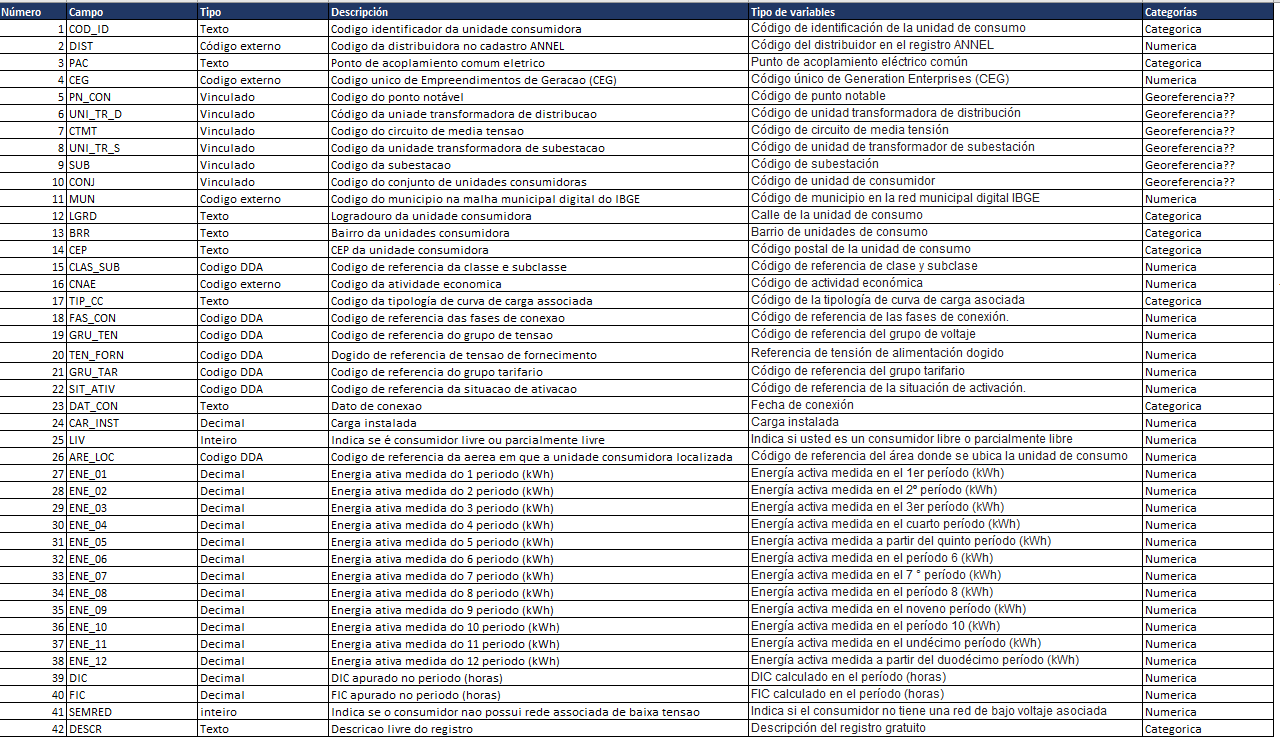 Número Campo Tipo Descripción Tipo de variables Categorías
1 COD_ID Texto Codigo identificador da unidade consumidora Código de identificación de la unidad de consumo Categorica
2 DIST Código externo Codigo da distribuidora no cadastro ANNEL Código del distribuidor en el registro ANNEL Numerica
3 PAC Texto Ponto de acoplamiento comum eletrico Punto de acoplamiento eléctrico común Categorica
4 CEG Codigo externo Codigo unico de Empreendimentos de Geracao (CEG) Código único de Generation Enterprises (CEG) Numerica
5 PN_CON Vinculado Codigo do ponto notável Código de punto notable Georeferencia??
6 UNI_TR_D Vinculado Código da uniade transformadora de distribucao Código de unidad transformadora de distribución Georeferencia??
7 CTMT Vinculado Codigo do circuito de media tensao Código de circuito de media tensión Georeferencia??
8 UNI_TR_S Vinculado Codigo da unidade transformadora de subestacao Código de unidad de transformador de subestación Georeferencia??
9 SUB Vinculado Codigo da subestacao Código de subestación Georeferencia??
10 CONJ Vinculado Codigo do conjunto de unidades consumidoras Código de unidad de consumidor Georeferencia??
11 MUN Codigo externo Codigo do municipio na malha municipal digital do IBGE Código de municipio en la red municipal digital IBGE Numerica
12 LGRD Texto Logradouro da unidade consumidora Calle de la unidad de consumo Categorica
13 BRR Texto Bairro da unidades consumidora Barrio de unidades de consumo Categorica
14 CEP Texto CEP da unidade consumidora Código postal de la unidad de consumo Categorica
15 CLAS_SUB Codigo DDA Codigo de referencia da classe e subclasse Código de referencia de clase y subclase Numerica
16 CNAE Codigo externo Codigo da atividade economica Código de actividad económica Numerica
17 TIP_CC Texto Codigo da tipología de curva de carga associada Código de la tipología de curva de carga asociada Categorica
18 FAS_CON Codigo DDA Codigo de referencia das fases de conexao Código de referencia de las fases de conexión. Numerica
19 GRU_TEN Codigo DDA Codigo de referencia do grupo de tensao Código de referencia del grupo de voltaje Numerica
20 TEN_FORN Codigo DDA Dogido de referencia de tensao de fornecimento Referencia de tensión de alimentación dogido Numerica
21 GRU_TAR Codigo DDA Codigo de referencia do grupo tarifario Código de referencia del grupo tarifario Numerica
22 SIT_ATIV Codigo DDA Codigo de referencia da situacao de ativacao Código de referencia de la situación de activación. Numerica
23 DAT_CON Texto Dato de conexao Fecha de conexión Categorica
24 CAR_INST Decimal Carga instalada Carga instalada Numerica
25 LIV Inteiro Indica se é consumidor livre ou parcialmente livre Indica si usted es un consumidor libre o parcialmente libre Numerica
26 ARE_LOC Codigo DDA Codigo de referencia da aerea em que a unidade consumidora localizada Código de referencia del área donde se ubica la unidad de consumo Numerica
27 ENE_01 Decimal Energia ativa medida do 1 periodo (kWh) Energía activa medida en el 1er período (kWh) Numerica
28 ENE_02 Decimal Energia ativa medida do 2 periodo (kWh) Energía activa medida en el 2º período (kWh) Numerica
29 ENE_03 Decimal Energia ativa medida do 3 periodo (kWh) Energía activa medida en el 3er período (kWh) Numerica
30 ENE_04 Decimal Energia ativa medida do 4 periodo (kWh) Energía activa medida en el cuarto período (kWh) Numerica
31 ENE_05 Decimal Energia ativa medida do 5 periodo (kWh) Energía activa medida a partir del quinto período (kWh) Numerica
32 ENE_06 Decimal Energia ativa medida do 6 periodo (kWh) Energía activa medida en el período 6 (kWh) Numerica
33 ENE_07 Decimal Energia ativa medida do 7 periodo (kWh) Energía activa medida en el 7 ° período (kWh) Numerica
34 ENE_08 Decimal Energia ativa medida do 8 periodo (kWh) Energía activa medida en el período 8 (kWh) Numerica
35 ENE_09 Decimal Energia ativa medida do 9 periodo (kWh) Energía activa medida en el noveno período (kWh) Numerica
36 ENE_10 Decimal Energia ativa medida do 10 periodo (kWh) Energía activa medida en el período 10 (kWh) Numerica
37 ENE_11 Decimal Energia ativa medida do 11 periodo (kWh) Energía activa medida en el undécimo período (kWh) Numerica
38 ENE_12 Decimal Energia ativa medida do 12 periodo (kWh) Energía activa medida a partir del duodécimo período (kWh) Numerica
39 DIC Decimal DIC apurado no periodo (horas) DIC calculado en el período (horas) Numerica
40 FIC Decimal FIC apurado no periodo (horas) FIC calculado en el período (horas) Numerica
41 SEMRED inteiro Indica se o consumidor nao possui rede associada de baixa tensao Indica si el consumidor no tiene una red de bajo voltaje asociada Numerica
42 DESCR Texto Descricao livre do registro Descripción del registro gratuito Categorica